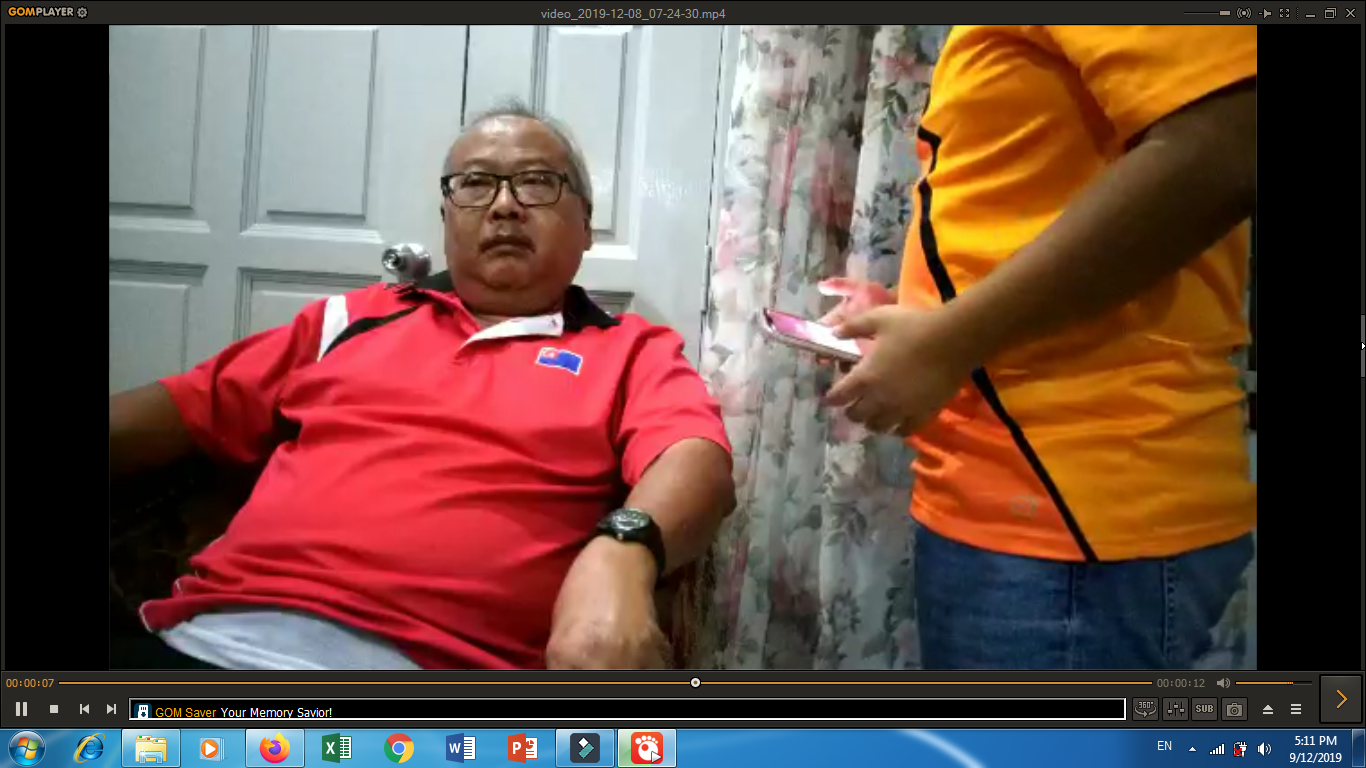 GOMPLAYER
video_2019-12-08_07-24-30.mp4
00:00:07
00:00:12
GOM Saver Your Memory Savior!
360°
SUB
EN
5:11 PM
9/12/2019